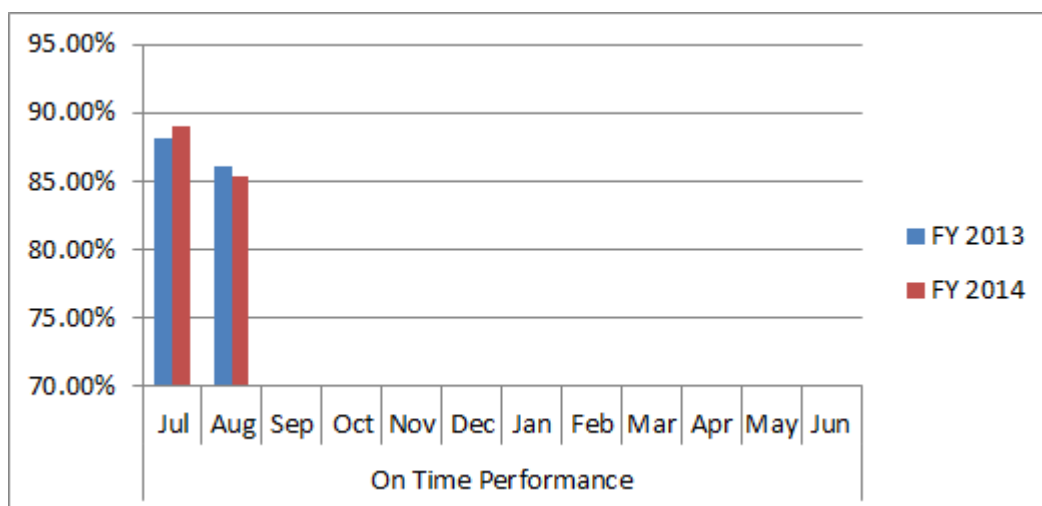 95.00%
90.00%
85.00%
80.00%
75.00%
70.00%
Jul Aug Sep Oct Nov Dec Jan Feb Mar Apr May Jun
On Time Performance
FY 2013
FY 2014